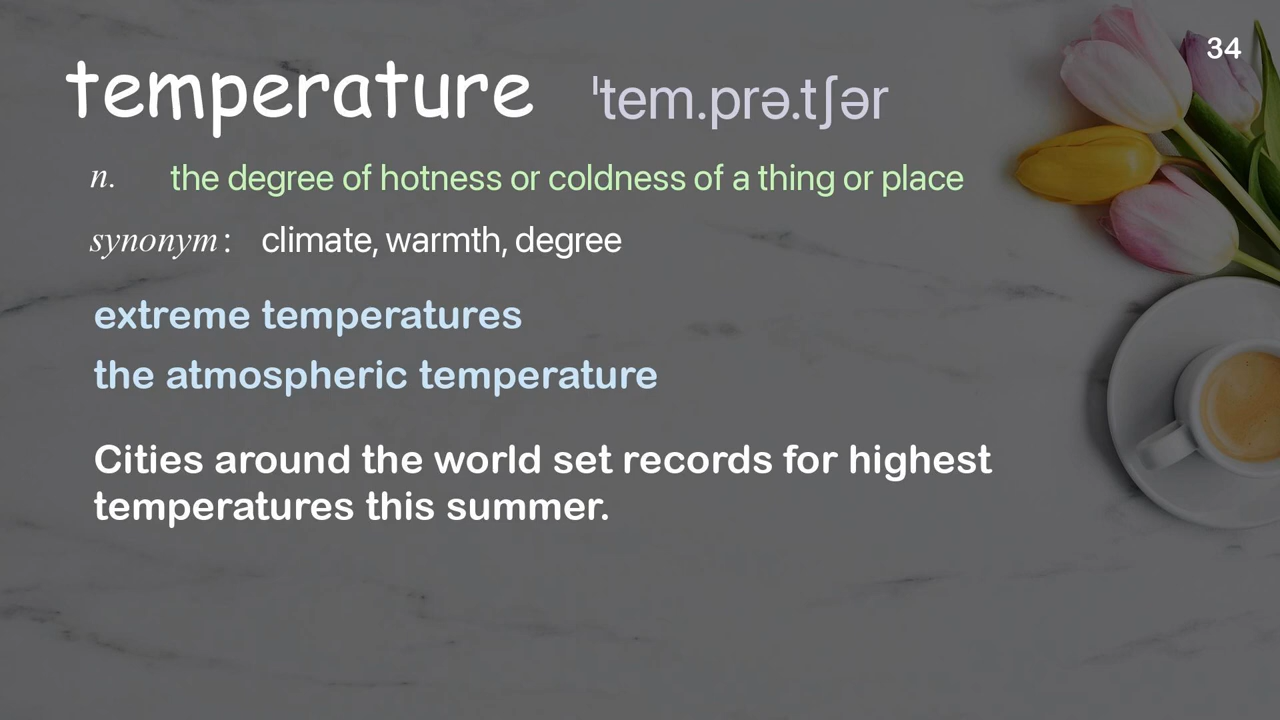 34
temperature ˈtem.prə.tʃər
n. the degree of hotness or coldness of a thing or place
synonym: climate, warmth, degree
extreme temperatures
the atmospheric temperature
Cities around the world set records for highest
temperatures this summer.